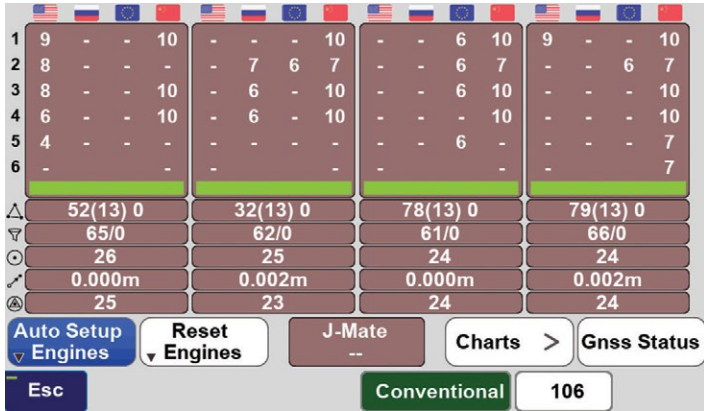 1 9 - - 10 - - - 10 - - 6 10 9 - - 10
2 8 - - - - 7 6 7 - - 6 7 - - 6 7
3 8 - - 10 - 6 - 10 - - 6 10 - - - 10
4 6 - - 10 - 6 - 10 - - - 10 - - - 10
5 4 - - - - - - - - - 6 - - - - 7
6 - - - - - - - - 7
52(13) 0 32(13) 0 78(13) 0 79(13) 0
65/0 62/0 61/0 66/0
26 25 24 24
0.000m 0.002m 0.000m 0.002m
25 23 24 24
Auto Setup Reset J-Mate Charts > Gnss Status
Engines Engines --
Esc Conventional 106